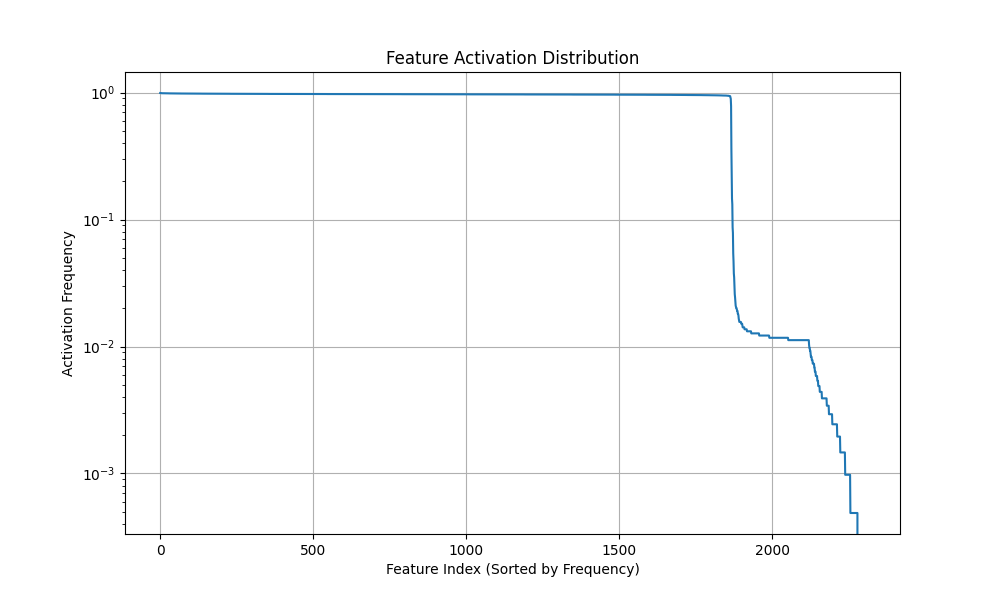 Feature Activation Distribution
10⁰
10⁻¹
10⁻²
10⁻³
Activation Frequency
0 500 1000 1500 2000
Feature Index (Sorted by Frequency)